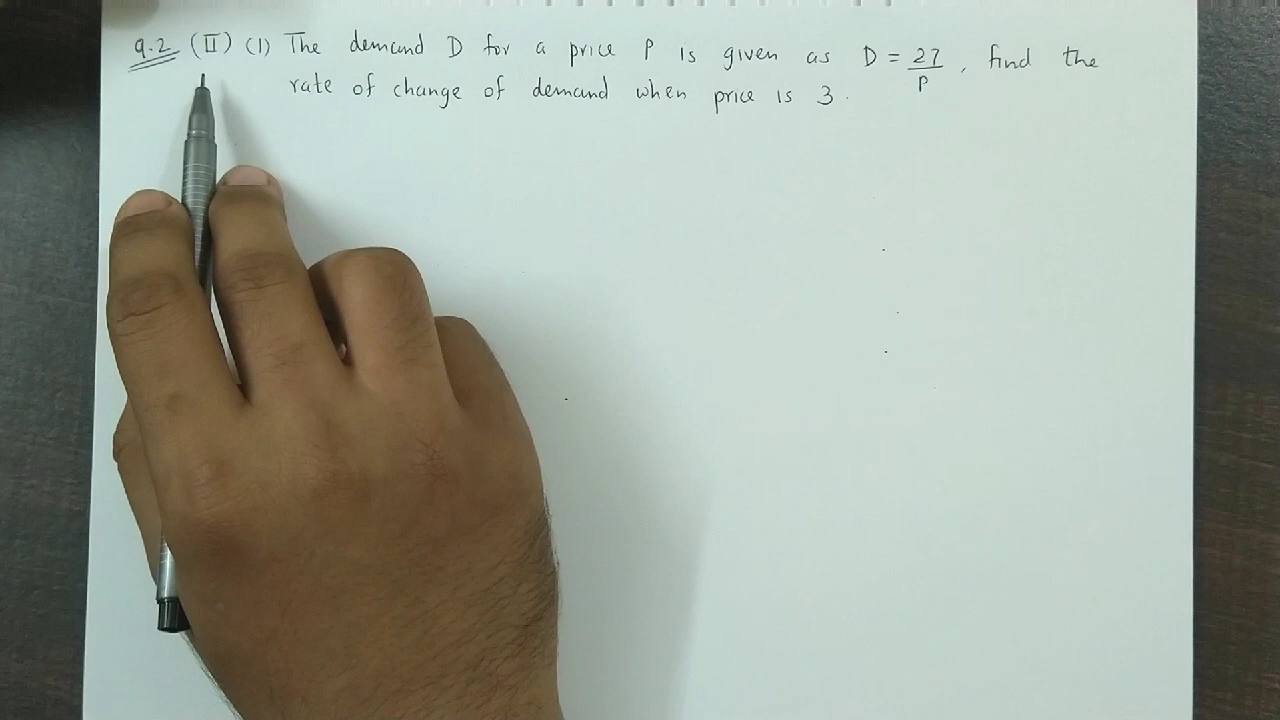 9.2 (II) (1) The demand D for a price P is given as D = 27/P , find the
rate of change of demand when price is 3.